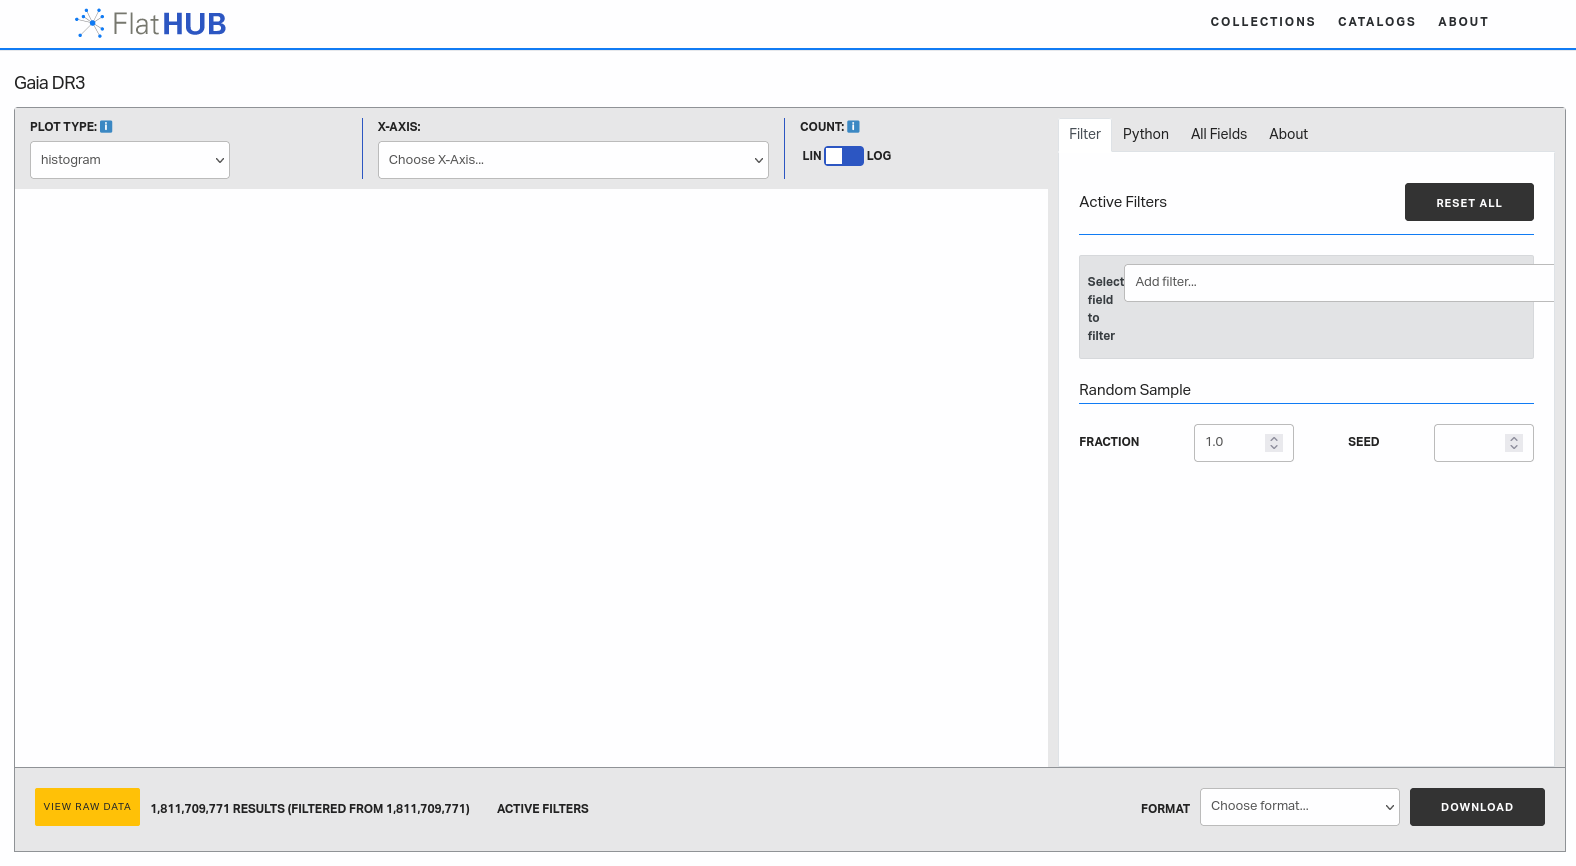 FlatHUB
COLLECTIONS CATALOGS ABOUT
Gaia DR3
PLOT TYPE: i
histogram
X-AXIS:
Choose X-Axis...
COUNT: i
LIN LOG
Filter Python All Fields About
Active Filters
RESET ALL
Select
field
to
filter
Add filter...
Random Sample
FRACTION 1.0 SEED
VIEW RAW DATA 1,811,709,771 RESULTS (FILTERED FROM 1,811,709,771) ACTIVE FILTERS FORMAT Choose format... DOWNLOAD